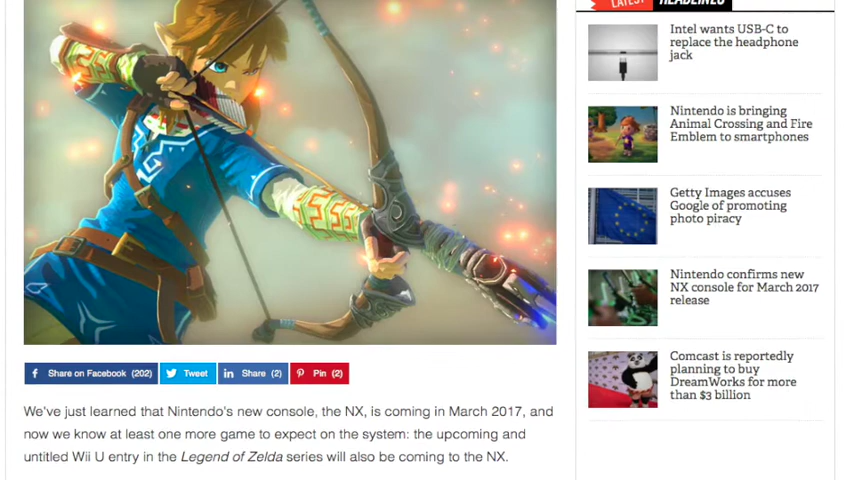 LATEST HEADLINES
Intel wants USB-C to
replace the headphone
jack
Nintendo is bringing
Animal Crossing and Fire
Emblem to smartphones
Getty Images accuses
Google of promoting
photo piracy
Nintendo confirms new
NX console for March 2017
release
Comcast is reportedly
planning to buy
DreamWorks for more
than $3 billion
Share on Facebook (202)
Tweet
in Share (2)
Pin (2)
We've just learned that Nintendo's new console, the NX, is coming in March 2017, and
now we know at least one more game to expect on the system: the upcoming and
untitled Wii U entry in the Legend of Zelda series will also be coming to the NX.